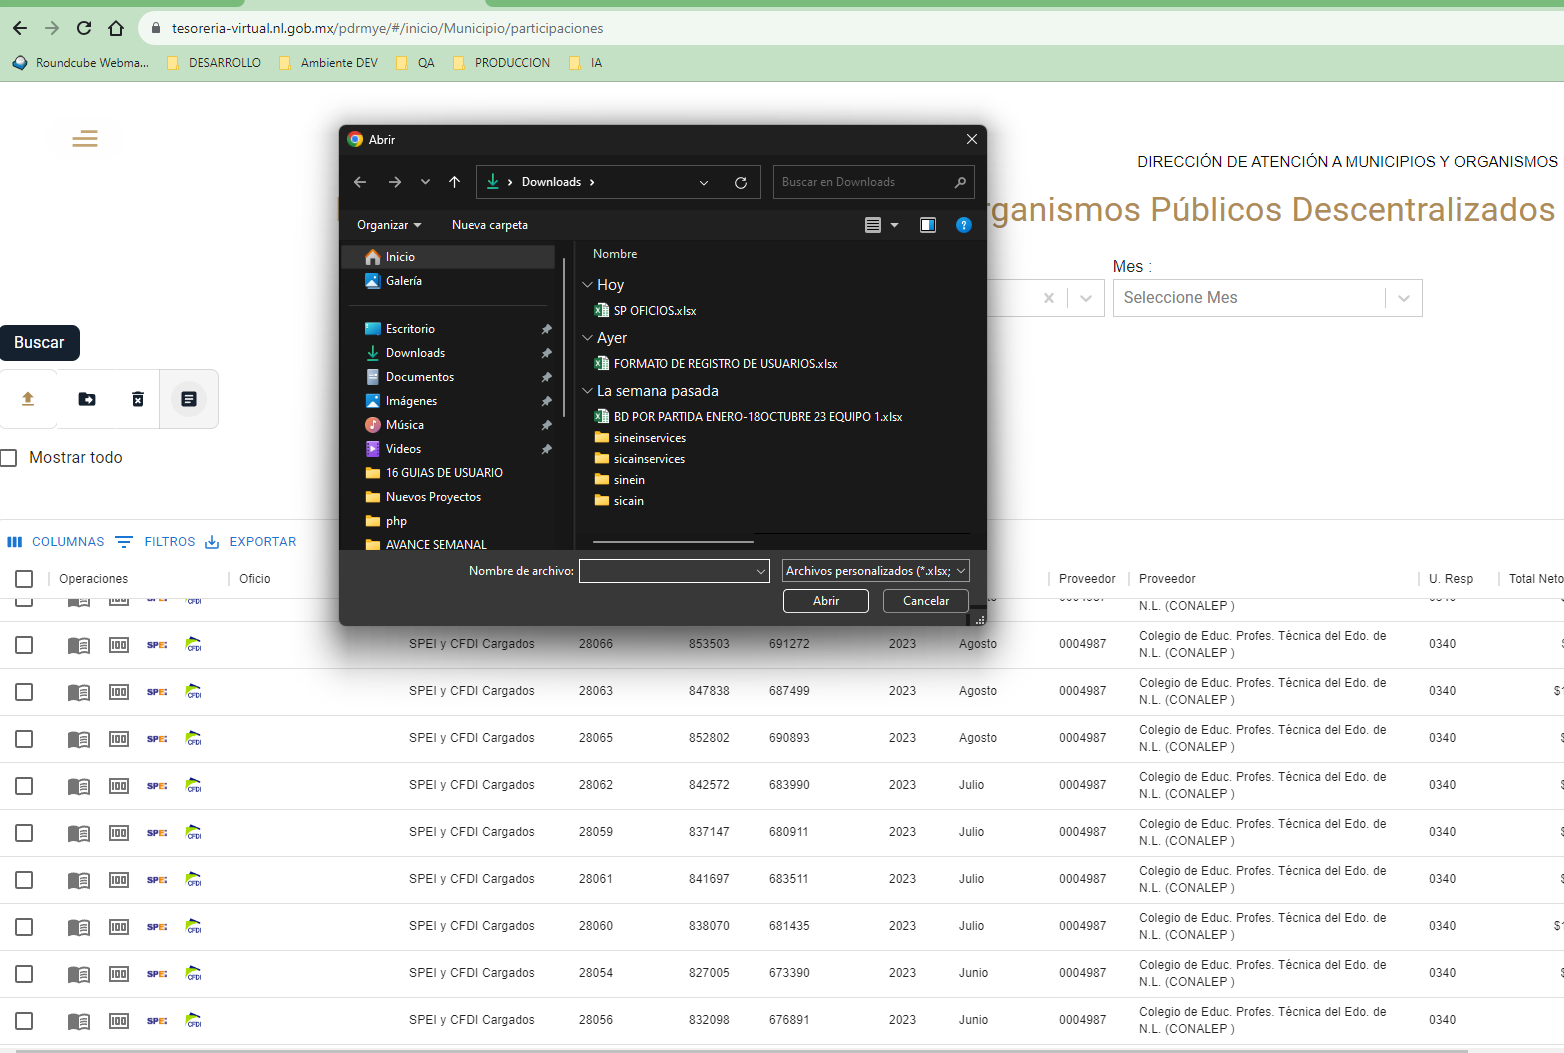 tesoreria-virtual.nl.gob.mx/pdrmye/#/inicio/Municipio/participaciones
Roundcube Webma... DESARROLLO Ambiente DEV QA PRODUCCION IA
DIRECCIÓN DE ATENCIÓN A MUNICIPIOS Y ORGANISMOS
rganismos Públicos Descentralizados
Mes :
Seleccione Mes
Buscar
Mostrar todo
Abrir
Downloads
Buscar en Downloads
Organizar Nueva carpeta
Inicio
Galería
Escritorio
Downloads
Documentos
Imágenes
Música
Videos
16 GUIAS DE USUARIO
Nuevos Proyectos
php
AVANCE SEMANAL
Nombre
Hoy
SP OFICIOS.xlsx
Ayer
FORMATO DE REGISTRO DE USUARIOS.xlsx
La semana pasada
BD POR PARTIDA ENERO-18OCTUBRE 23 EQUIPO 1.xlsx
sineinservices
sicainservices
sinein
sicain
Nombre de archivo: Archivos personalizados (*.xlsx;
Abrir Cancelar
COLUMNAS FILTROS EXPORTAR
Operaciones Oficio Proveedor Proveedor U. Resp Total Neto
N.L. (CONALEP )
SPEI y CFDI Cargados 28066 853503 691272 2023 Agosto 0004987 Colegio de Educ. Profes. Técnica del Edo. de 0340
N.L. (CONALEP )
SPEI y CFDI Cargados 28063 847838 687499 2023 Agosto 0004987 Colegio de Educ. Profes. Técnica del Edo. de 0340
N.L. (CONALEP )
SPEI y CFDI Cargados 28065 852802 690893 2023 Agosto 0004987 Colegio de Educ. Profes. Técnica del Edo. de 0340
N.L. (CONALEP )
SPEI y CFDI Cargados 28062 842572 683990 2023 Julio 0004987 Colegio de Educ. Profes. Técnica del Edo. de 0340
N.L. (CONALEP )
SPEI y CFDI Cargados 28059 837147 680911 2023 Julio 0004987 Colegio de Educ. Profes. Técnica del Edo. de 0340
N.L. (CONALEP )
SPEI y CFDI Cargados 28061 841697 683511 2023 Julio 0004987 Colegio de Educ. Profes. Técnica del Edo. de 0340
N.L. (CONALEP )
SPEI y CFDI Cargados 28060 838070 681435 2023 Julio 0004987 Colegio de Educ. Profes. Técnica del Edo. de 0340
N.L. (CONALEP )
SPEI y CFDI Cargados 28054 827005 673390 2023 Junio 0004987 Colegio de Educ. Profes. Técnica del Edo. de 0340
N.L. (CONALEP )
SPEI y CFDI Cargados 28056 832098 676891 2023 Junio 0004987 Colegio de Educ. Profes. Técnica del Edo. de 0340
N.L. (CONALEP )